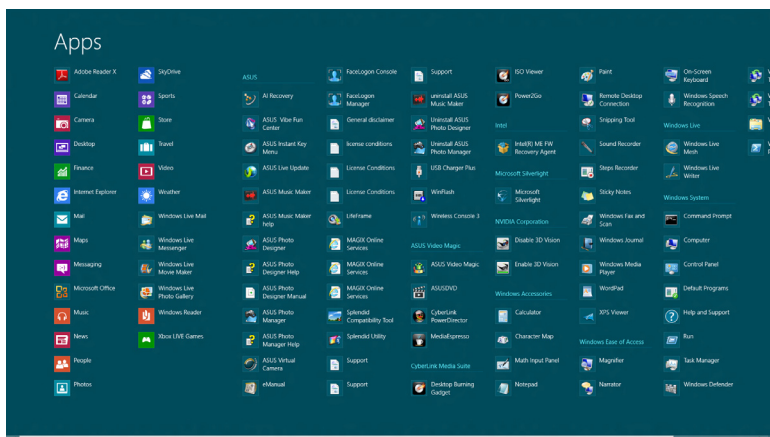 Apps
Adobe Reader X
Calendar
Camera
Desktop
Finance
Internet Explorer
Mail
Maps
Messaging
Microsoft Office
Music
News
People
Photos
SkyDrive
Sports
Store
Travel
Video
Weather
Windows Live Mail
Windows Live
Messenger
Windows Live
Movie Maker
Windows Live
Photo Gallery
Windows Reader
Xbox LIVE Games
ASUS
AI Recovery
ASUS Vibe Fun
Center
ASUS Instant Key
Menu
ASUS Live Update
ASUS Music Maker
ASUS Music Maker
help
ASUS Photo
Designer
ASUS Photo
Designer Help
ASUS Photo
Designer Manual
ASUS Photo
Manager
ASUS Photo
Manager Help
ASUS Virtual
Camera
eManual
FaceLogon Console
FaceLogon
Manager
General disclaimer
license conditions
License Conditions
License Conditions
LifeFrame
MAGIX Online
Services
MAGIX Online
Services
MAGIX Online
Services
Splendid
Compatibility Tool
Splendid Utility
Support
Support
Support
uninstall ASUS
Music Maker
Uninstall ASUS
Photo Designer
Uninstall ASUS
Photo Manager
USB Charger Plus
WinFlash
Wireless Console 3
ASUS Video Magic
ASUS Video Magic
ASUSDVD
CyberLink
PowerDirector
MediaEspresso
CyberLink Media Suite
Desktop Burning
Gadget
ISO Viewer
Power2Go
Intel
Intel(R) ME FW
Recovery Agent
Microsoft Silverlight
Microsoft
Silverlight
NVIDIA Corporation
Disable 3D Vision
Enable 3D Vision
Windows Accessories
Calculator
Character Map
Math Input Panel
Notepad
Paint
Remote Desktop
Connection
Snipping Tool
Sound Recorder
Steps Recorder
Sticky Notes
Windows Fax and
Scan
Windows Journal
Windows Media
Player
WordPad
XPS Viewer
Windows Ease of Access
Magnifier
Narrator
On-Screen
Keyboard
Windows Speech
Recognition
Windows Live
Windows Live
Mesh
Windows Live
Writer
Windows System
Command Prompt
Computer
Control Panel
Default Programs
Help and Support
Run
Task Manager
Windows Defender